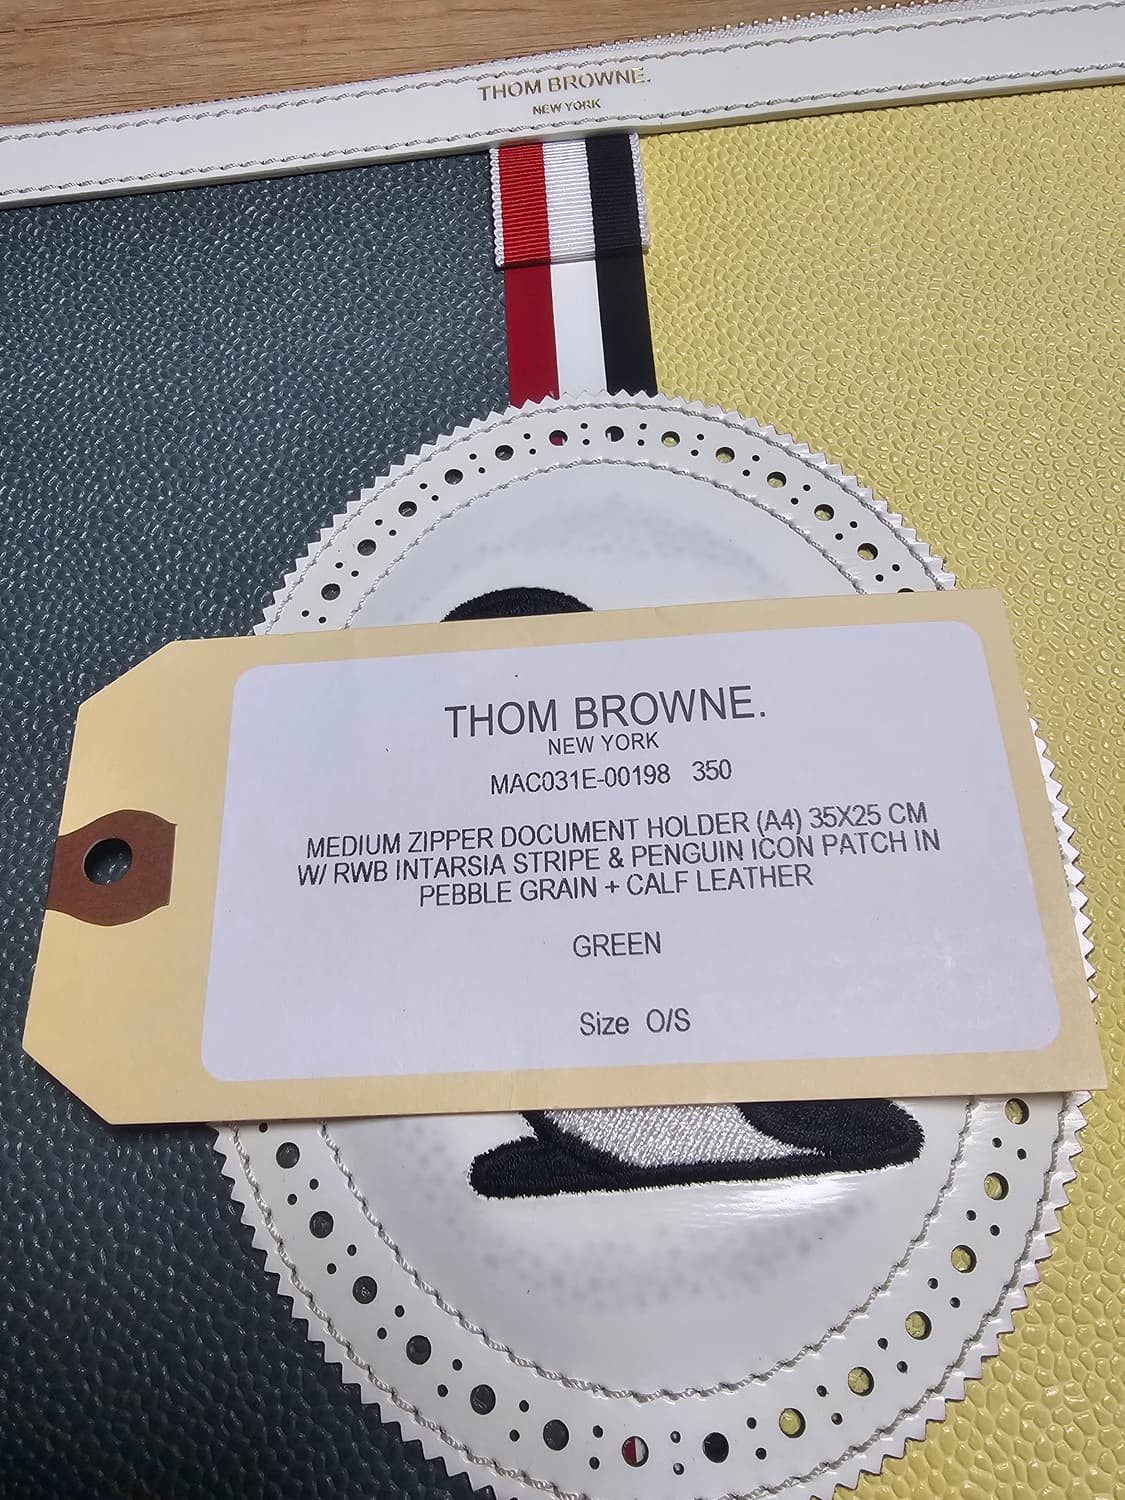 THOM BROWNE.
NEW YORK
THOM BROWNE.
NEW YORK
MAC031E-00198 350
MEDIUM ZIPPER DOCUMENT HOLDER (A4) 35X25 CM
W/ RWB INTARSIA STRIPE & PENGUIN ICON PATCH IN
PEBBLE GRAIN + CALF LEATHER
GREEN
Size O/S